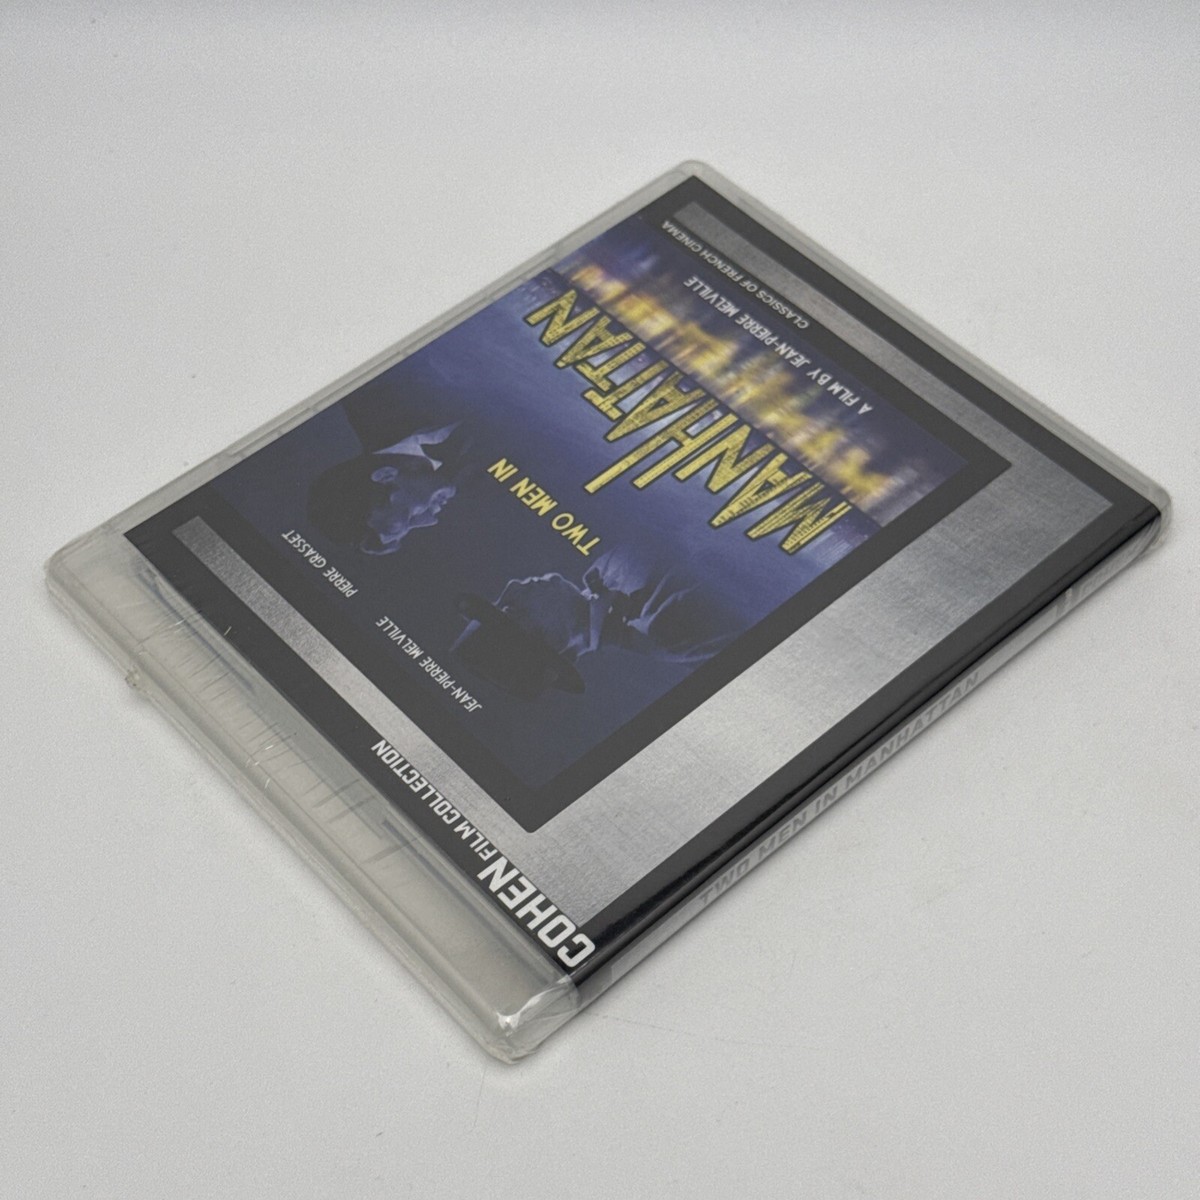 COHEN FILM COLLECTION
JEAN-PIERRE MELVILLE
PIERRE GRASSET
TWO MEN IN
MANHATTAN
A FILM BY JEAN-PIERRE MELVILLE
CLASSICS OF FRENCH CINEMA
TWO MEN IN MANHATTAN